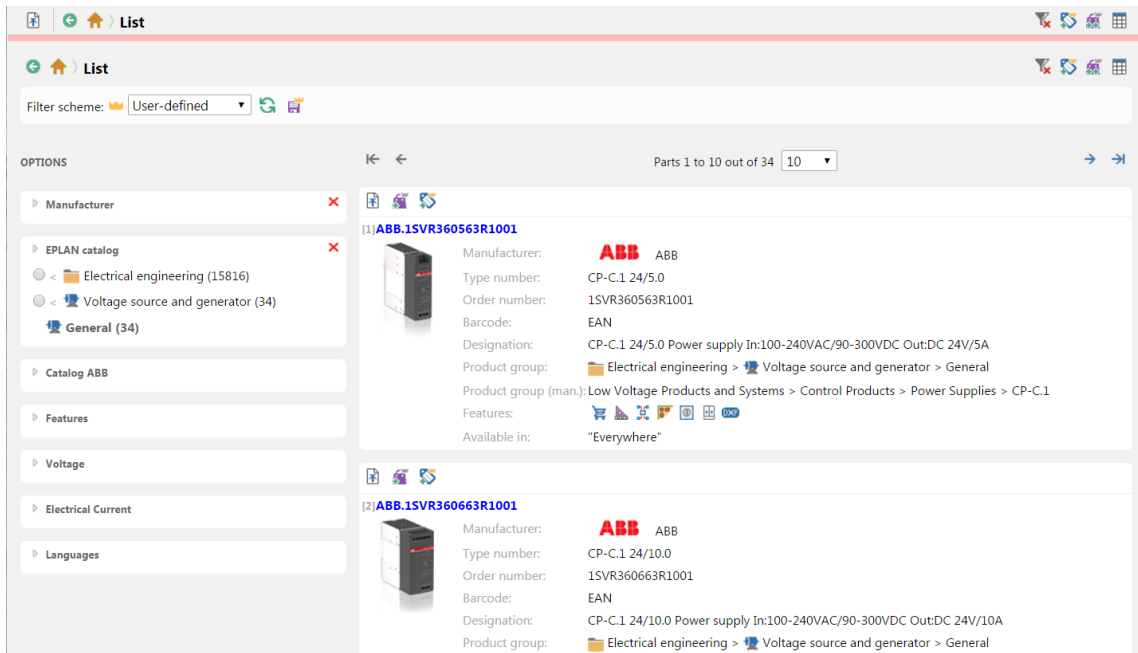 List
List
Filter scheme: User-defined
OPTIONS
Parts 1 to 10 out of 34 10
Manufacturer
EPLAN catalog
Electrical engineering (15816)
Voltage source and generator (34)
General (34)
Catalog ABB
Features
Voltage
Electrical Current
Languages
[1]ABB.1SVR360563R1001
Manufacturer: ABB ABB
Type number: CP-C.1 24/5.0
Order number: 1SVR360563R1001
Barcode: EAN
Designation: CP-C.1 24/5.0 Power supply In:100-240VAC/90-300VDC Out:DC 24V/5A
Product group: Electrical engineering > Voltage source and generator > General
Product group (man.): Low Voltage Products and Systems > Control Products > Power Supplies > CP-C.1
Features: DXF
Available in: "Everywhere"
[2]ABB.1SVR360663R1001
Manufacturer: ABB ABB
Type number: CP-C.1 24/10.0
Order number: 1SVR360663R1001
Barcode: EAN
Designation: CP-C.1 24/10.0 Power supply In:100-240VAC/90-300VDC Out:DC 24V/10A
Product group: Electrical engineering > Voltage source and generator > General